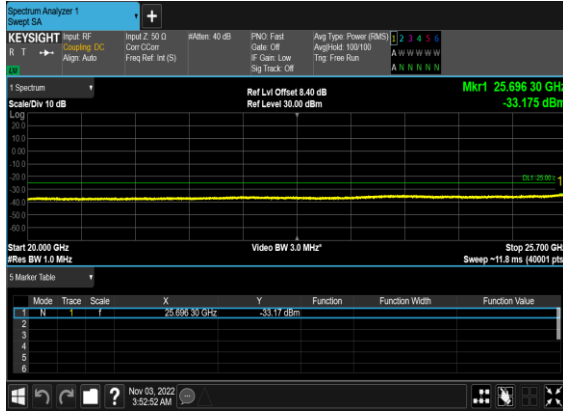 Spectrum Analyzer 1
Swept SA
+
KEYSIGHT
R T
LXI
Input: RF
Coupling: DC
Align: Auto
Input Z: 50 Ω
Corr CCorr
Freq Ref: Int (S)
#Atten: 40 dB
PNO: Fast
Gate: Off
IF Gain: Low
Sig Track: Off
Avg Type: Power (RMS)
Avg|Hold: 100/100
Trig: Free Run
1 2 3 4 5 6
A W W W W W
A N N N N N
1 Spectrum
Scale/Div 10 dB
Ref Lvl Offset 8.40 dB
Ref Level 30.00 dBm
Mkr1 25.696 30 GHz
-33.175 dBm
Log
20.0
10.0
0.00
-10.0
-20.0
-30.0
-40.0
-50.0
-60.0
1
Start 20.000 GHz
#Res BW 1.0 MHz
Video BW 3.0 MHz*
Stop 25.700 GHz
Sweep ~11.8 ms (40001 pts)
5 Marker Table
Mode Trace Scale X Y Function Function Width Function Value
1 N 1 f 25.696 30 GHz -33.17 dBm
2
3
4
5
6
?
Nov 03, 2022
3:52:52 AM